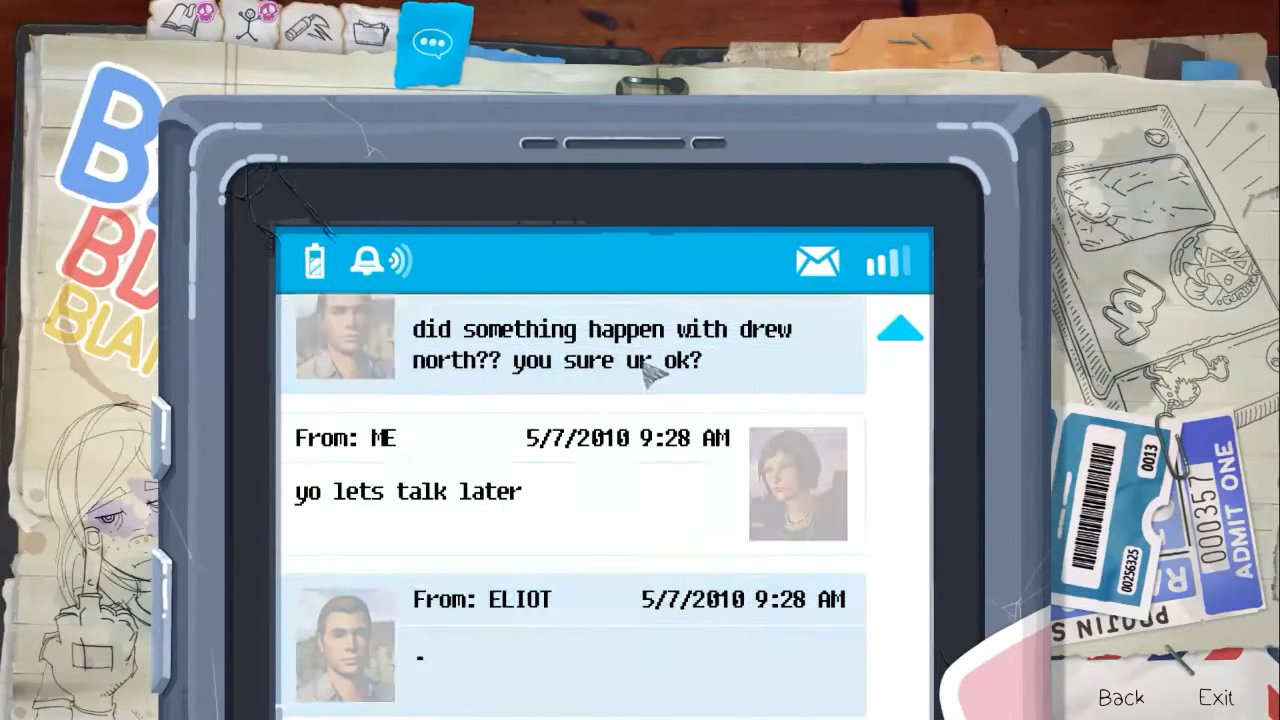 did something happen with drew
north?? you sure ur ok?
From: ME 5/7/2010 9:28 AM
yo lets talk later
From: ELIOT 5/7/2010 9:28 AM
-
0013
00256325
000357
ADMIT ONE
Back Exit